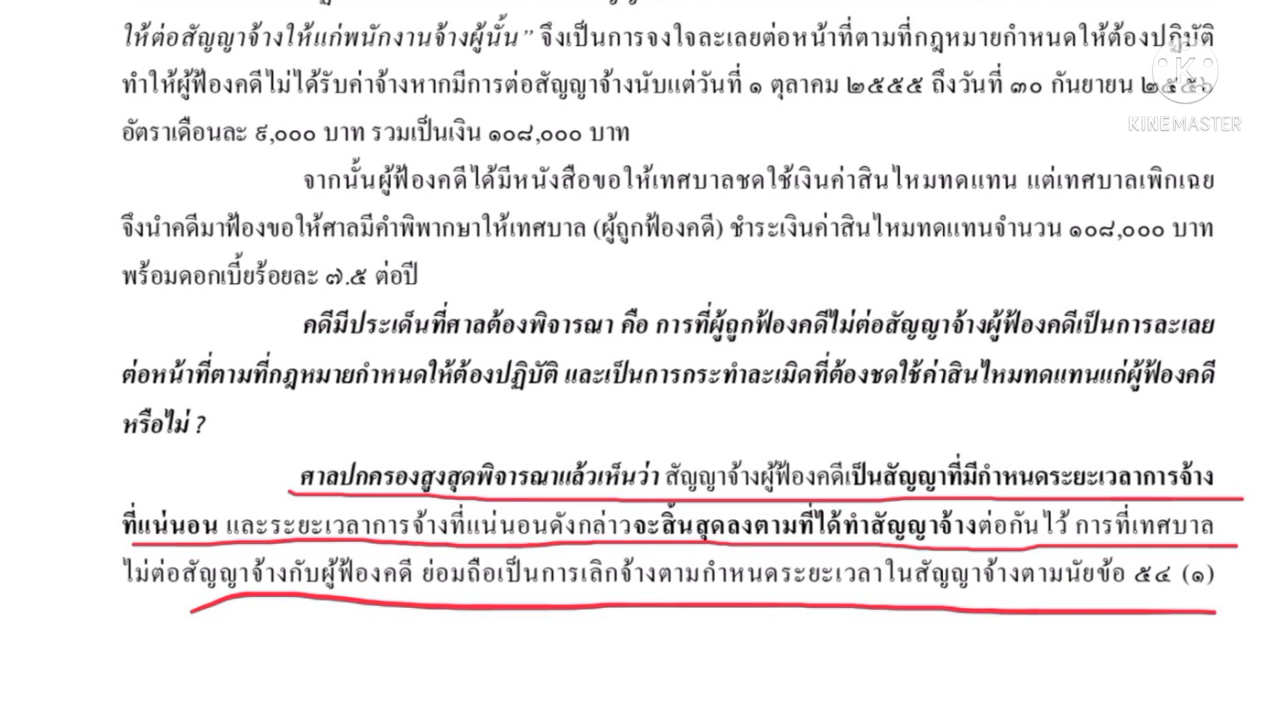 ให้ต่อสัญญาจ้างให้แก่พนักงานจ้างผู้นั้น” จึงเป็นการจงใจละเลยต่อหน้าที่ตามที่กฎหมายกำหนดให้ต้องปฏิบัติ
ทำให้ผู้ฟ้องคดีไม่ได้รับค่าจ้างหากมีการต่อสัญญาจ้างนับแต่วันที่ ๑ ตุลาคม ๒๕๕๕ ถึงวันที่ ๓๐ กันยายน ๒๕๕๖
KINEMASTER
อัตราเดือนละ ๙,๐๐๐ บาท รวมเป็นเงิน ๑๐๘,๐๐๐ บาท
จากนั้นผู้ฟ้องคดีได้มีหนังสือขอให้เทศบาลชดใช้เงินค่าสินไหมทดแทน แต่เทศบาลเพิกเฉย
จึงนำคดีมาฟ้องขอให้ศาลมีคำพิพากษาให้เทศบาล (ผู้ถูกฟ้องคดี) ชำระเงินค่าสินไหมทดแทนจำนวน ๑๐๘,๐๐๐ บาท
พร้อมดอกเบี้ยร้อยละ ๗.๕ ต่อปี
คดีมีประเด็นที่ศาลต้องพิจารณา คือ การที่ผู้ถูกฟ้องคดีไม่ต่อสัญญาจ้างผู้ฟ้องคดีเป็นการละเลย
ต่อหน้าที่ตามที่กฎหมายกำหนดให้ต้องปฏิบัติ และเป็นการกระทำละเมิดที่ต้องชดใช้ค่าสินไหมทดแทนแก่ผู้ฟ้องคดี
หรือไม่ ?
ศาลปกครองสูงสุดพิจารณาแล้วเห็นว่า สัญญาจ้างผู้ฟ้องคดีเป็นสัญญาที่มีกำหนดระยะเวลาการจ้าง
ที่แน่นอน และระยะเวลาการจ้างที่แน่นอนดังกล่าวจะสิ้นสุดลงตามที่ได้ทำสัญญาจ้างต่อกันไว้ การที่เทศบาล
ไม่ต่อสัญญาจ้างกับผู้ฟ้องคดี ย่อมถือเป็นการเลิกจ้างตามกำหนดระยะเวลาในสัญญาจ้างตามนัยข้อ ๕๔ (๑)